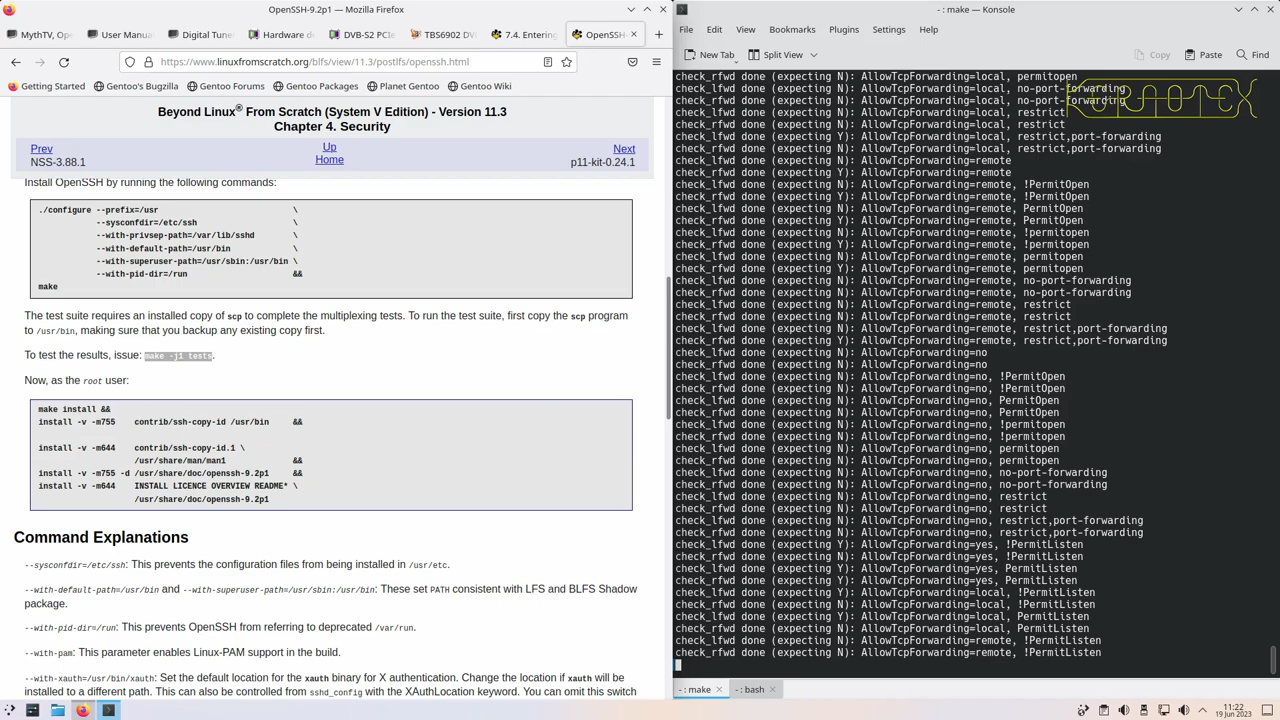 OpenSSH-9.2p1 — Mozilla Firefox
MythTV, Ope
User Manua
Digital Tune
Hardware de
DVB-S2 PCIe
TBS6902 DV
7.4. Entering
OpenSSH-
https://www.linuxfromscratch.org/blfs/view/11.3/postlfs/openssh.html
Getting Started
Gentoo's Bugzilla
Gentoo Forums
Gentoo Packages
Planet Gentoo
Gentoo Wiki
Beyond Linux® From Scratch (System V Edition) - Version 11.3
Chapter 4. Security
Prev
Up
Next
NSS-3.88.1
Home
p11-kit-0.24.1
Install OpenSSH by running the following commands:
./configure --prefix=/usr \
--sysconfdir=/etc/ssh \
--with-privsep-path=/var/lib/sshd \
--with-default-path=/usr/bin \
--with-superuser-path=/usr/sbin:/usr/bin \
--with-pid-dir=/run &&
make
The test suite requires an installed copy of scp to complete the multiplexing tests. To run the test suite, first copy the scp program
to /usr/bin, making sure that you backup any existing copy first.
To test the results, issue: make -j1 tests.
Now, as the root user:
make install &&
install -v -m755 contrib/ssh-copy-id /usr/bin &&
install -v -m644 contrib/ssh-copy-id.1 \
/usr/share/man/man1 &&
install -v -m755 -d /usr/share/doc/openssh-9.2p1 &&
install -v -m644 INSTALL LICENCE OVERVIEW README* \
/usr/share/doc/openssh-9.2p1
Command Explanations
--sysconfdir=/etc/ssh: This prevents the configuration files from being installed in /usr/etc.
--with-default-path=/usr/bin and --with-superuser-path=/usr/sbin:/usr/bin: These set PATH consistent with LFS and BLFS Shadow
package.
--with-pid-dir=/run: This prevents OpenSSH from referring to deprecated /var/run.
--with-pam: This parameter enables Linux-PAM support in the build.
--with-xauth=/usr/bin/xauth: Set the default location for the xauth binary for X authentication. Change the location if xauth will be
installed to a different path. This can also be controlled from sshd_config with the XAuthLocation keyword. You can omit this switch
- : make — Konsole
File Edit View Bookmarks Plugins Settings Help
New Tab
Split View
Copy
Paste
Find
check_rfwd done (expecting N): AllowTcpForwarding=local, permitopen
check_lfwd done (expecting N): AllowTcpForwarding=local, no-port-forwarding
check_rfwd done (expecting N): AllowTcpForwarding=local, no-port-forwarding
check_lfwd done (expecting N): AllowTcpForwarding=local, restrict
check_rfwd done (expecting N): AllowTcpForwarding=local, restrict
check_lfwd done (expecting Y): AllowTcpForwarding=local, restrict,port-forwarding
check_rfwd done (expecting N): AllowTcpForwarding=local, restrict,port-forwarding
check_lfwd done (expecting N): AllowTcpForwarding=remote
check_rfwd done (expecting Y): AllowTcpForwarding=remote
check_lfwd done (expecting N): AllowTcpForwarding=remote, !PermitOpen
check_rfwd done (expecting Y): AllowTcpForwarding=remote, !PermitOpen
check_lfwd done (expecting N): AllowTcpForwarding=remote, PermitOpen
check_rfwd done (expecting Y): AllowTcpForwarding=remote, PermitOpen
check_lfwd done (expecting N): AllowTcpForwarding=remote, !permitopen
check_rfwd done (expecting Y): AllowTcpForwarding=remote, !permitopen
check_lfwd done (expecting N): AllowTcpForwarding=remote, permitopen
check_rfwd done (expecting Y): AllowTcpForwarding=remote, permitopen
check_lfwd done (expecting N): AllowTcpForwarding=remote, no-port-forwarding
check_rfwd done (expecting N): AllowTcpForwarding=remote, no-port-forwarding
check_lfwd done (expecting N): AllowTcpForwarding=remote, restrict
check_rfwd done (expecting N): AllowTcpForwarding=remote, restrict
check_lfwd done (expecting N): AllowTcpForwarding=remote, restrict,port-forwarding
check_rfwd done (expecting Y): AllowTcpForwarding=remote, restrict,port-forwarding
check_lfwd done (expecting N): AllowTcpForwarding=no
check_rfwd done (expecting N): AllowTcpForwarding=no
check_lfwd done (expecting N): AllowTcpForwarding=no, !PermitOpen
check_rfwd done (expecting N): AllowTcpForwarding=no, !PermitOpen
check_lfwd done (expecting N): AllowTcpForwarding=no, PermitOpen
check_rfwd done (expecting N): AllowTcpForwarding=no, PermitOpen
check_lfwd done (expecting N): AllowTcpForwarding=no, !permitopen
check_rfwd done (expecting N): AllowTcpForwarding=no, !permitopen
check_lfwd done (expecting N): AllowTcpForwarding=no, permitopen
check_rfwd done (expecting N): AllowTcpForwarding=no, permitopen
check_lfwd done (expecting N): AllowTcpForwarding=no, no-port-forwarding
check_rfwd done (expecting N): AllowTcpForwarding=no, no-port-forwarding
check_lfwd done (expecting N): AllowTcpForwarding=no, restrict
check_rfwd done (expecting N): AllowTcpForwarding=no, restrict
check_lfwd done (expecting N): AllowTcpForwarding=no, restrict,port-forwarding
check_rfwd done (expecting N): AllowTcpForwarding=no, restrict,port-forwarding
check_lfwd done (expecting Y): AllowTcpForwarding=yes, !PermitListen
check_rfwd done (expecting N): AllowTcpForwarding=yes, !PermitListen
check_lfwd done (expecting Y): AllowTcpForwarding=yes, PermitListen
check_rfwd done (expecting Y): AllowTcpForwarding=yes, PermitListen
check_lfwd done (expecting Y): AllowTcpForwarding=local, !PermitListen
check_rfwd done (expecting N): AllowTcpForwarding=local, !PermitListen
check_lfwd done (expecting Y): AllowTcpForwarding=local, PermitListen
check_rfwd done (expecting N): AllowTcpForwarding=local, PermitListen
check_lfwd done (expecting N): AllowTcpForwarding=remote, !PermitListen
check_rfwd done (expecting N): AllowTcpForwarding=remote, !PermitListen
- : make
- : bash
11:22
19 Jun 2023